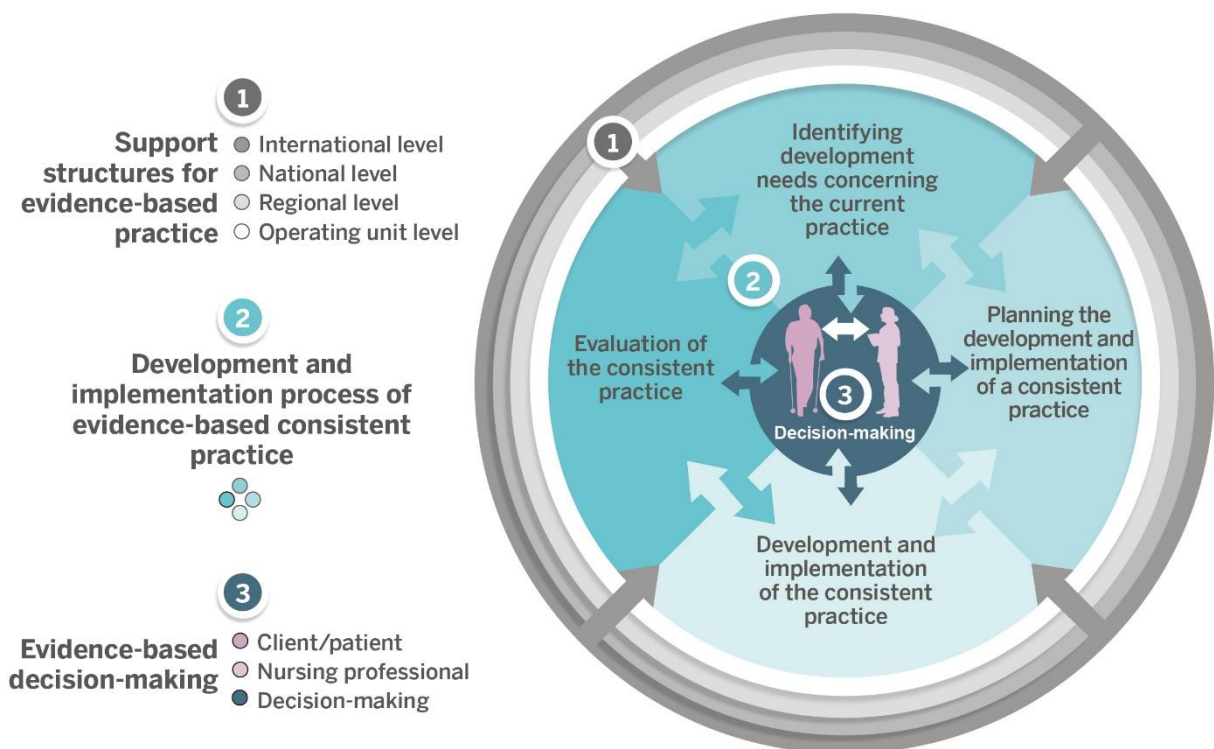 1
Support
structures for
evidence-based
practice
International level
National level
Regional level
Operating unit level
2
Development and
implementation process of
evidence-based consistent
practice
3
Evidence-based
decision-making
Client/patient
Nursing professional
Decision-making
1
Identifying
development
needs concerning
the current
practice
2
Evaluation of
the consistent
practice
Planning the
development and
implementation
of a consistent
practice
3
Decision-making
Development and
implementation
of the consistent
practice